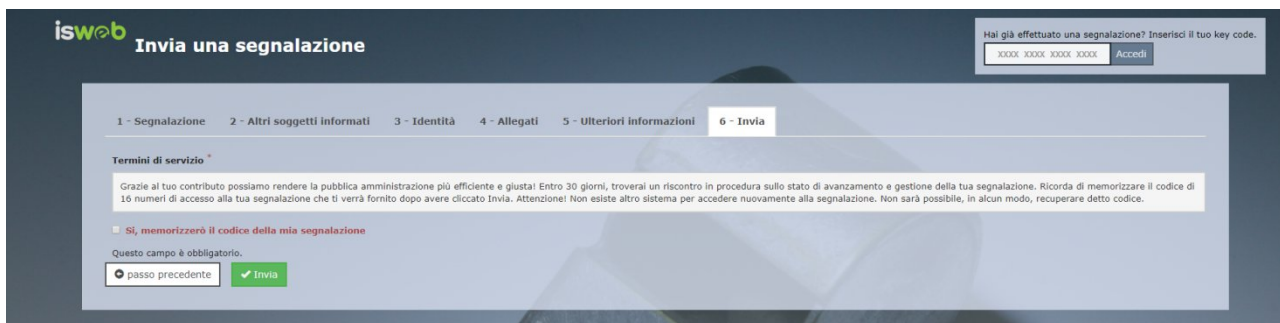 isweb
Invia una segnalazione
Hai già effettuato una segnalazione? Inserisci il tuo key code.
xxxx xxxx xxxx xxxx Accedi
1 - Segnalazione 2 - Altri soggetti informati 3 - Identità 4 - Allegati 5 - Ulteriori informazioni 6 - Invia
Termini di servizio *
Grazie al tuo contributo possiamo rendere la pubblica amministrazione più efficiente e giusta! Entro 30 giorni, troverai un riscontro in procedura sullo stato di avanzamento e gestione della tua segnalazione. Ricorda di memorizzare il codice di
16 numeri di accesso alla tua segnalazione che ti verrà fornito dopo avere cliccato Invia. Attenzione! Non esiste altro sistema per accedere nuovamente alla segnalazione. Non sarà possibile, in alcun modo, recuperare detto codice.
Si, memorizzerò il codice della mia segnalazione
Questo campo è obbligatorio.
passo precedente Invia